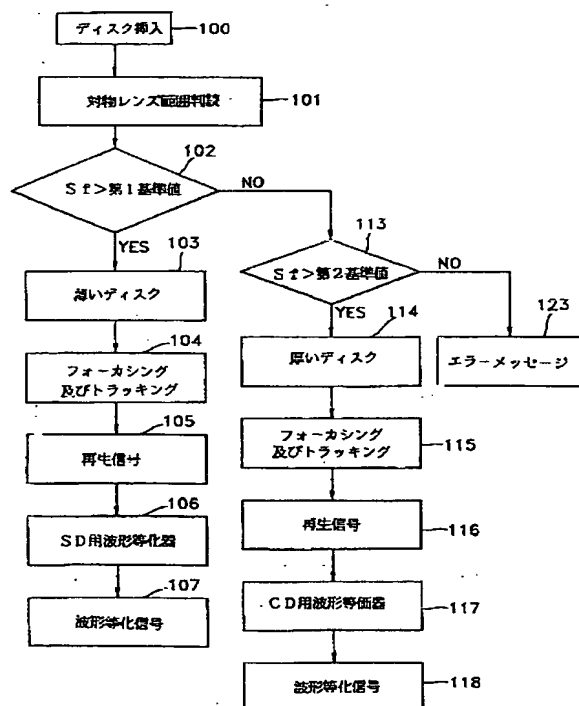 ディスク挿入
100
対物レンズ範囲判読
101
102
Sf>第1基準値
NO
YES
103
薄いディスク
104
フォーカシング
及びトラッキング
105
再生信号
106
SD用波形等化器
107
波形等化信号
113
Sf>第2基準値
NO
YES
114
厚いディスク
123
エラーメッセージ
フォーカシング
及びトラッキング
115
再生信号
116
CD用波形等価器
117
波形等化信号
118